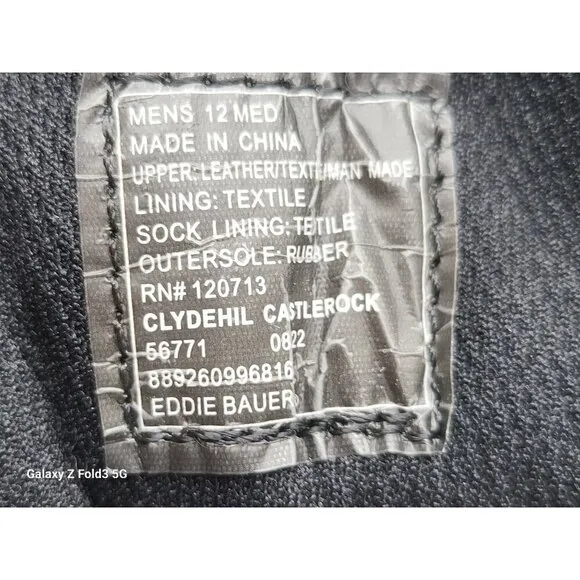 MENS 12 MED
MADE IN CHINA
UPPER: LEATHER/TEXTE/MAN MADE
LINING: TEXTILE
SOCK LINING: TETILE
OUTERSOLE: RUBBER
RN# 120713
CLYDEHIL CASTLEROCK
56771 0822
889260996816
EDDIE BAUER
Galaxy Z Fold3 5G